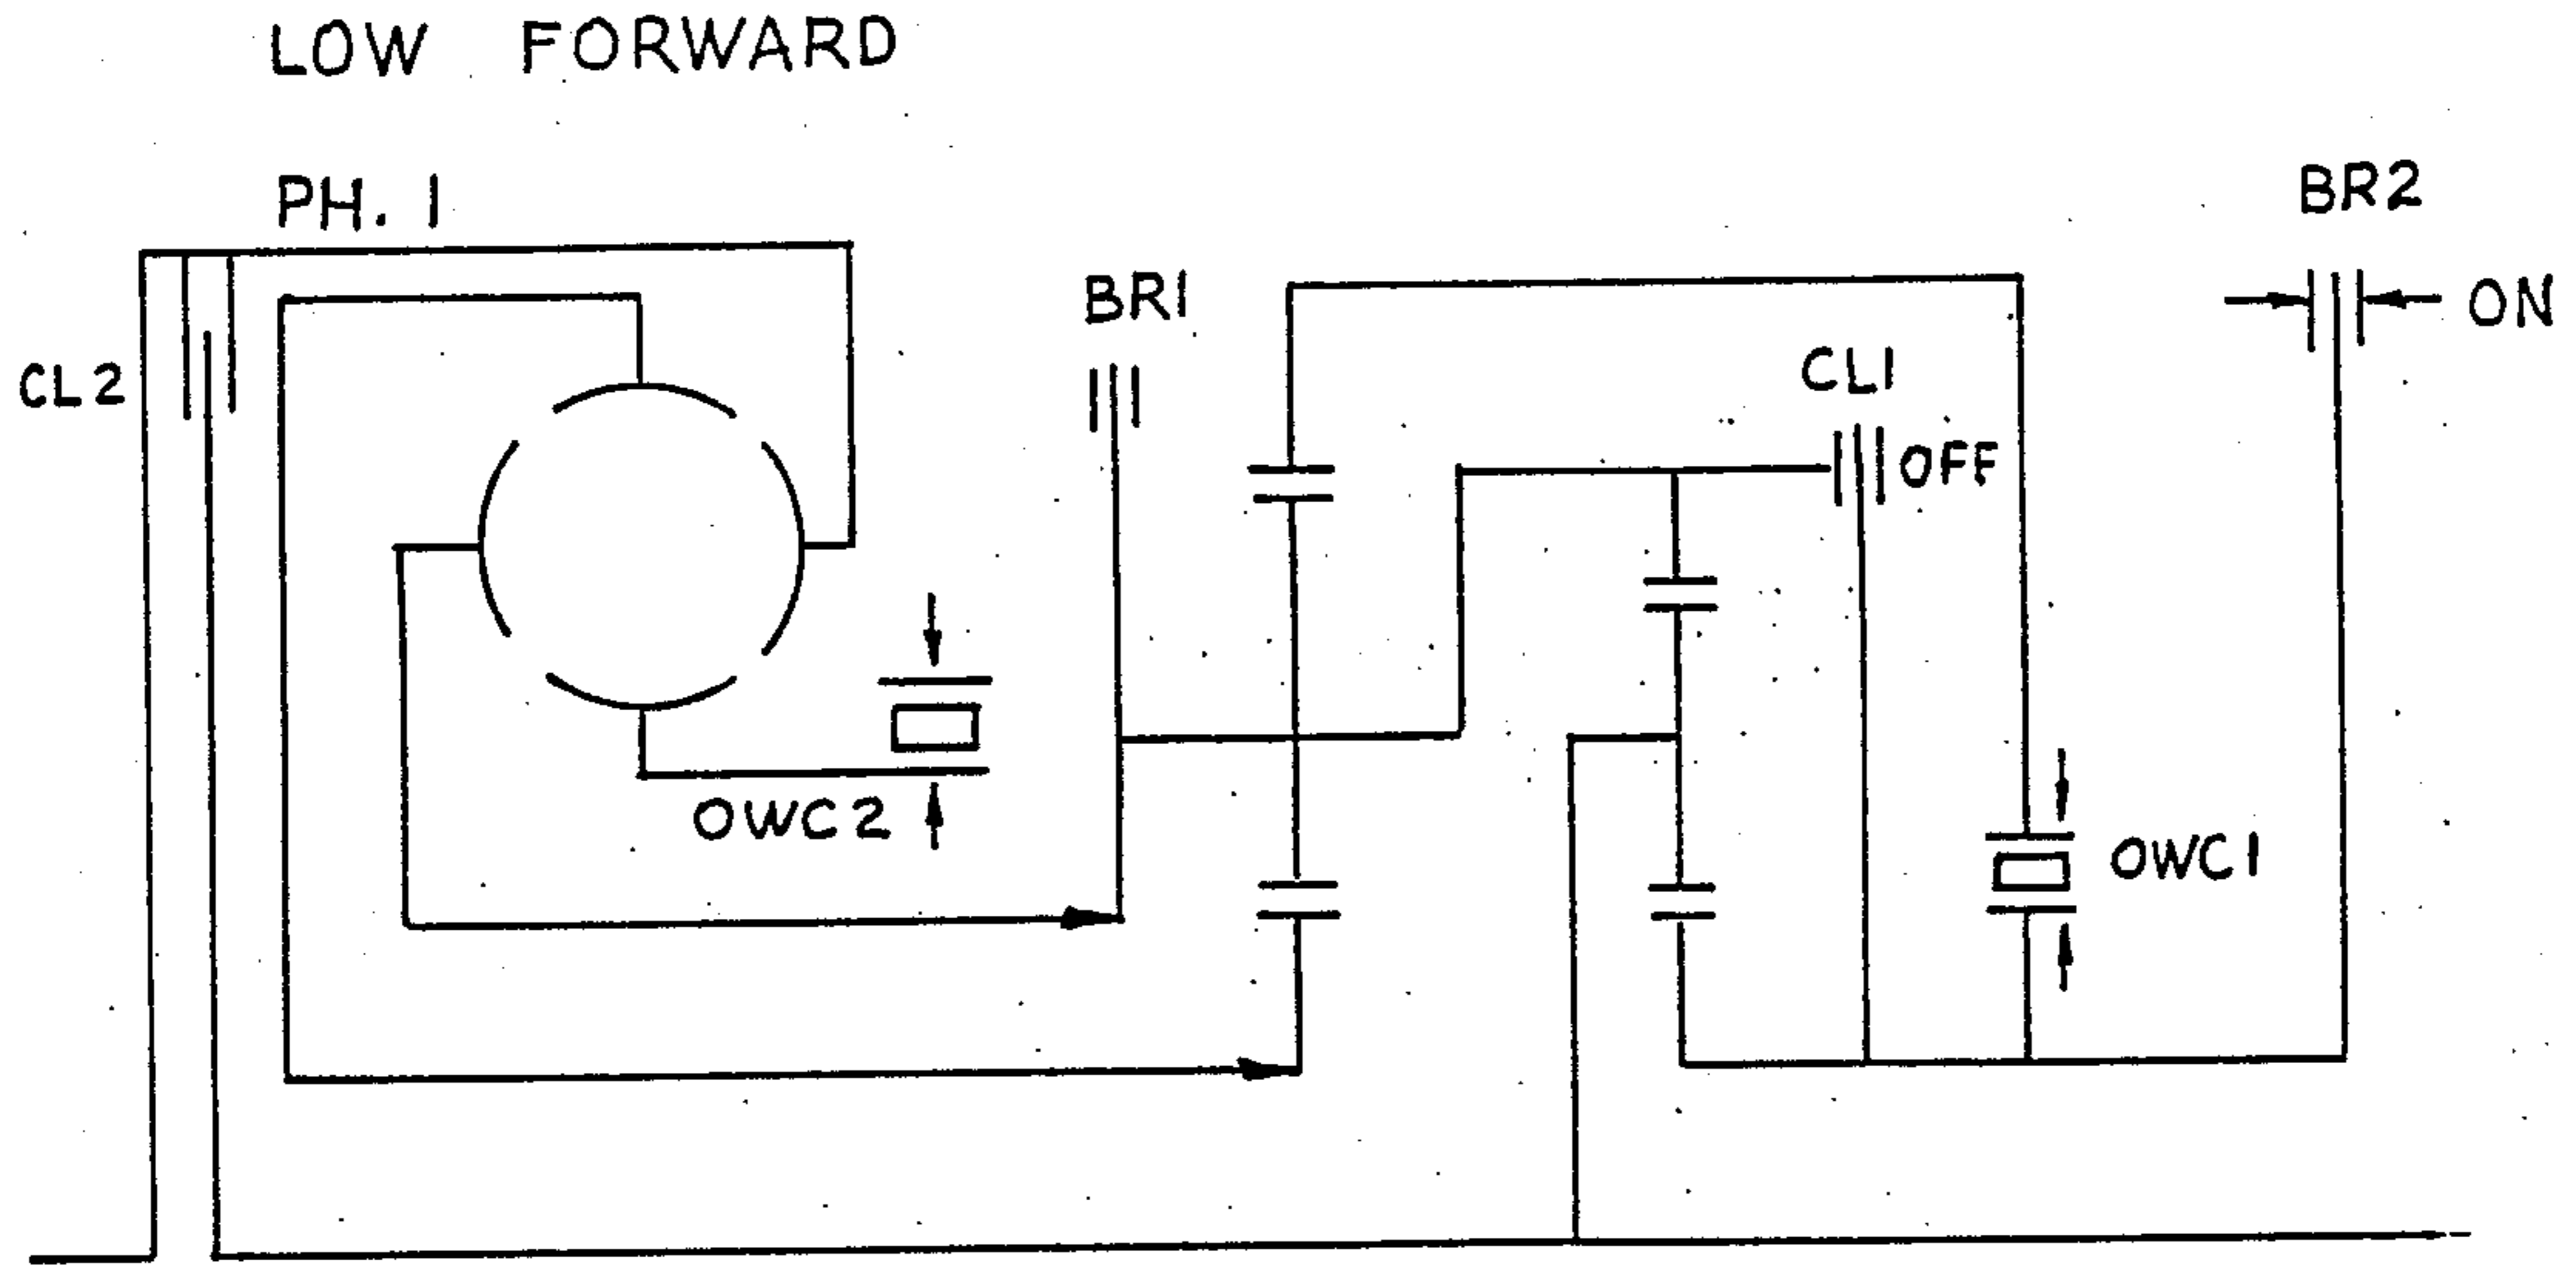 LOW FORWARD
PH. 1
BR2
BR1
ON
CL2
CL1
OFF
OWC2
OWC1